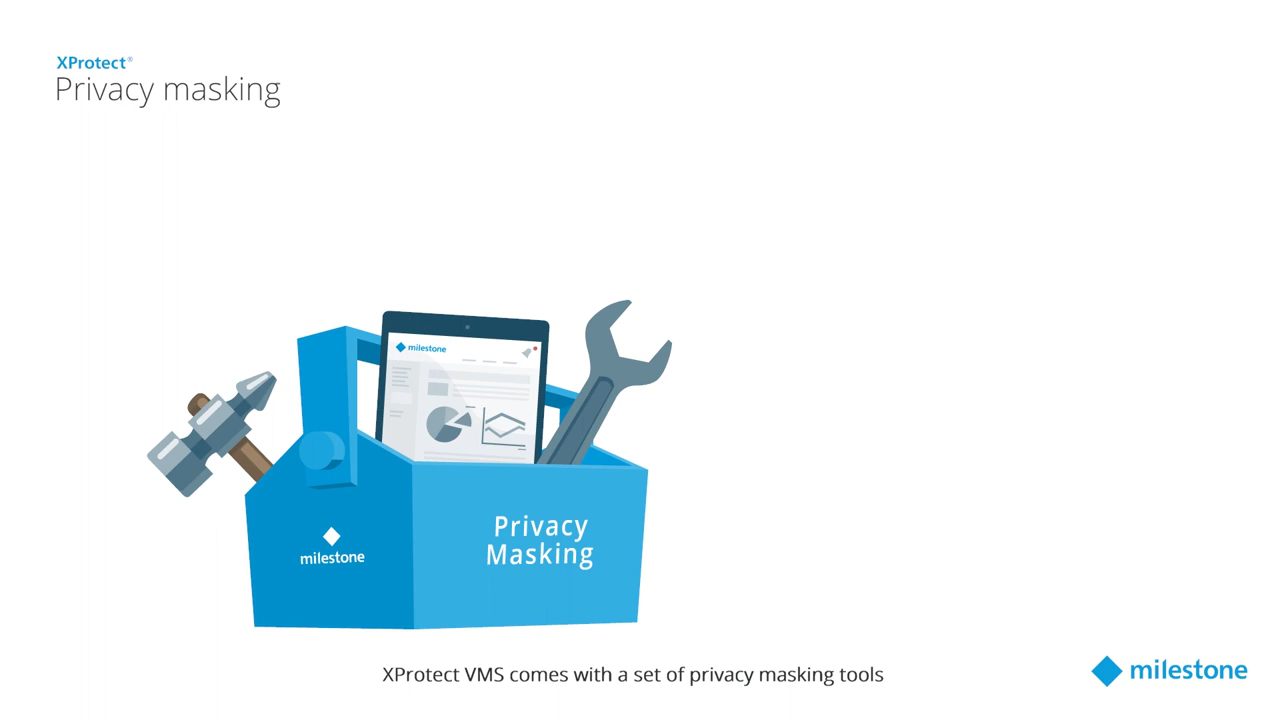 XProtect®
Privacy masking
milestone
Privacy
Masking
milestone
XProtect VMS comes with a set of privacy masking tools
milestone